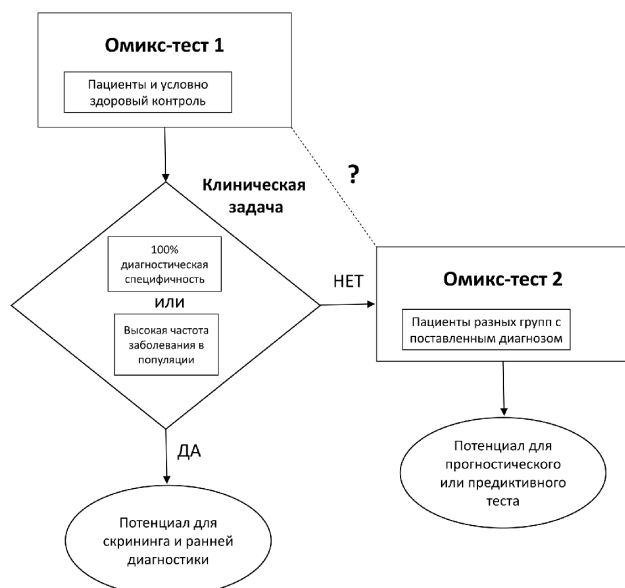 Омикс-тест 1
Пациенты и условно
здоровый контроль
?
Клиническая
задача
100%
диагностическая
специфичность
или
Высокая частота
заболевания в
популяции
НЕТ
Омикс-тест 2
Пациенты разных групп с
поставленным диагнозом
ДА
Потенциал для
прогностического
или предиктивного
теста
Потенциал для
скрининга и ранней
диагностики